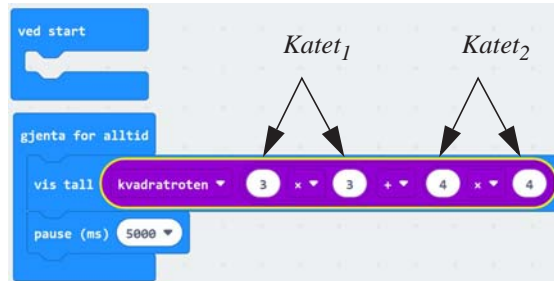 ved start
Katet1 Katet2
gjenta for alltid
vis tall kvadratroten 3 × 3 + 4 × 4
pause (ms) 5000